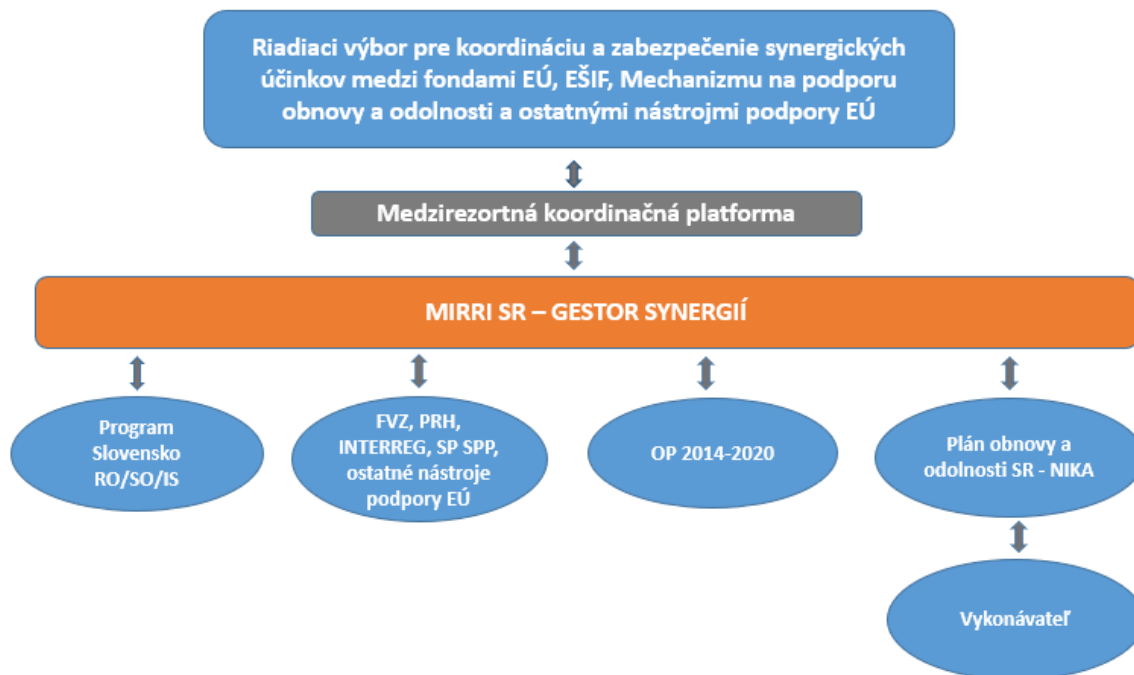 Riadiaci výbor pre koordináciu a zabezpečenie synergických
účinkov medzi fondami EÚ, EŠIF, Mechanizmu na podporu
obnovy a odolnosti a ostatnými nástrojmi podpory EÚ
Medzirezortná koordinačná platforma
MIRRI SR – GESTOR SYNERGIÍ
Program
Slovensko
RO/SO/IS
FVZ, PRH,
INTERREG, SP SPP,
ostatné nástroje
podpory EÚ
OP 2014-2020
Plán obnovy a
odolnosti SR - NIKA
Vykonávateľ